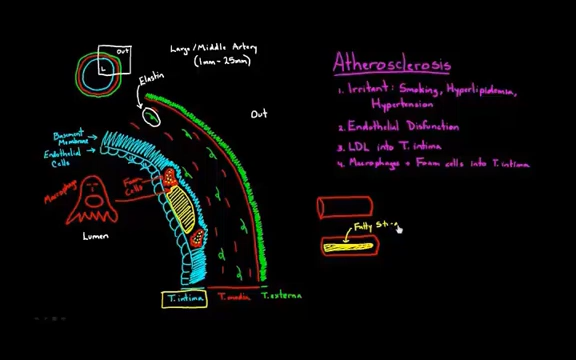 Out
L
Large/Middle Artery
(1mm-25mm)
Elastin
Out
Basement
Membrane
Endothelial
Cells
Macrophage
Foam
Cells
Lumen
T.intima
T.media
T.externa
Atherosclerosis
1. Irritant: Smoking, Hyperlipidemia,
Hypertension
2. Endothelial Disfunction
3. LDL into T.intima
4. Macrophages + Foam cells into T.intima
Fatty